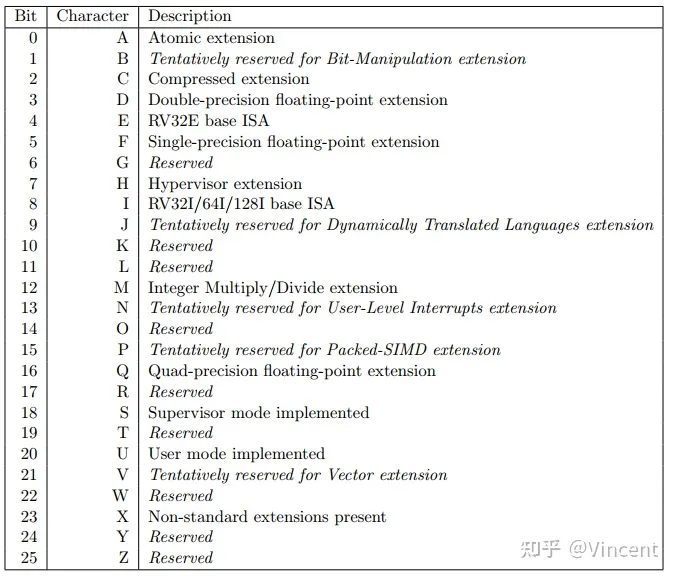 Bit Character Description
0 A Atomic extension
1 B Tentatively reserved for Bit-Manipulation extension
2 C Compressed extension
3 D Double-precision floating-point extension
4 E RV32E base ISA
5 F Single-precision floating-point extension
6 G Reserved
7 H Hypervisor extension
8 I RV32I/64I/128I base ISA
9 J Tentatively reserved for Dynamically Translated Languages extension
10 K Reserved
11 L Reserved
12 M Integer Multiply/Divide extension
13 N Tentatively reserved for User-Level Interrupts extension
14 O Reserved
15 P Tentatively reserved for Packed-SIMD extension
16 Q Quad-precision floating-point extension
17 R Reserved
18 S Supervisor mode implemented
19 T Reserved
20 U User mode implemented
21 V Tentatively reserved for Vector extension
22 W Reserved
23 X Non-standard extensions present
24 Y Reserved
25 Z Reserved
知乎 @Vincent